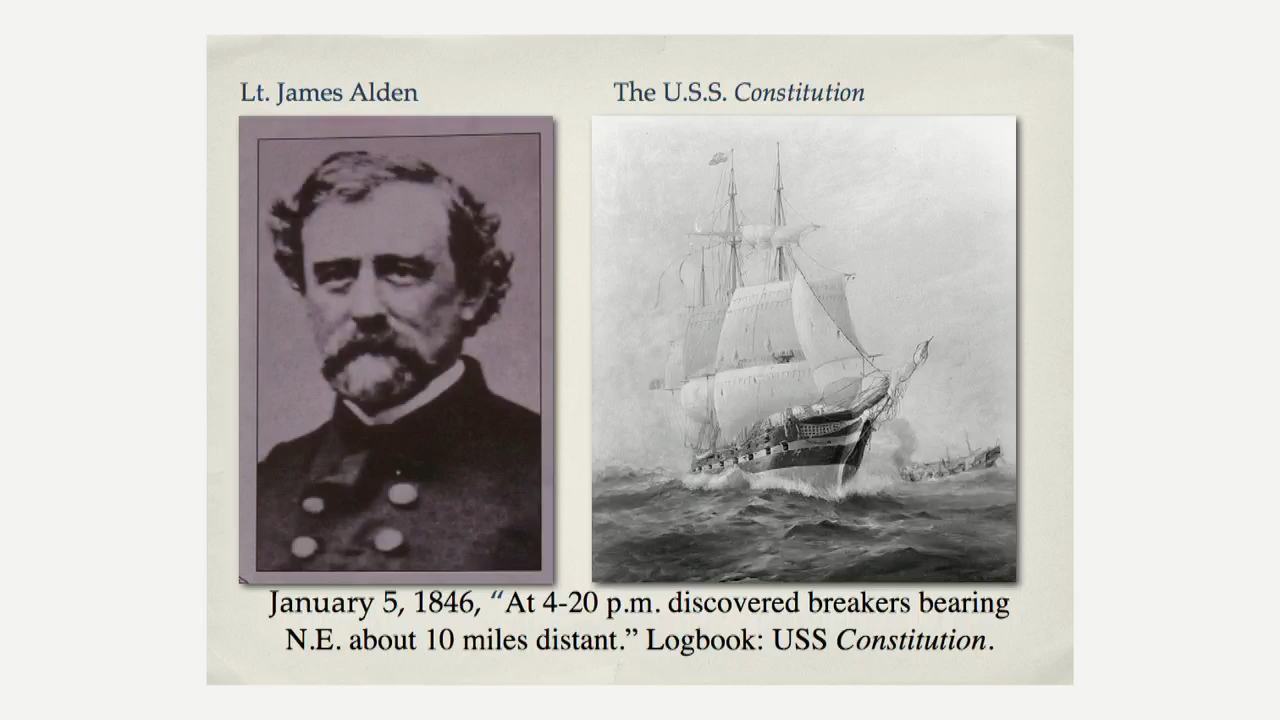 Lt. James Alden
The U.S.S. Constitution
January 5, 1846, “At 4-20 p.m. discovered breakers bearing
N.E. about 10 miles distant.” Logbook: USS Constitution.